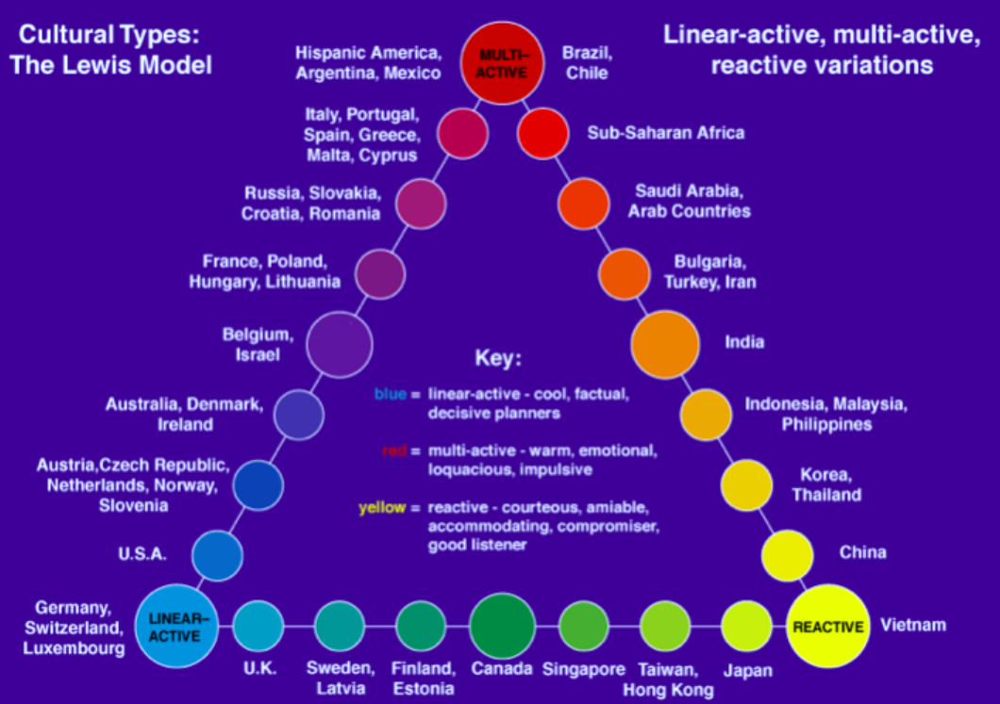 Cultural Types:
The Lewis Model
Linear-active, multi-active,
reactive variations
Hispanic America,
Argentina, Mexico
MULTI–
ACTIVE
Brazil,
Chile
Italy, Portugal,
Spain, Greece,
Malta, Cyprus
Sub-Saharan Africa
Russia, Slovakia,
Croatia, Romania
Saudi Arabia,
Arab Countries
France, Poland,
Hungary, Lithuania
Bulgaria,
Turkey, Iran
Belgium,
Israel
India
Key:
blue = linear-active - cool, factual,
decisive planners
red = multi-active - warm, emotional,
loquacious, impulsive
yellow = reactive - courteous, amiable,
accommodating, compromiser,
good listener
Australia, Denmark,
Ireland
Indonesia, Malaysia,
Philippines
Austria,Czech Republic,
Netherlands, Norway,
Slovenia
Korea,
Thailand
U.S.A.
China
Germany,
Switzerland,
Luxembourg
LINEAR–
ACTIVE
REACTIVE
Vietnam
U.K.
Sweden,
Latvia
Finland,
Estonia
Canada
Singapore
Taiwan,
Hong Kong
Japan